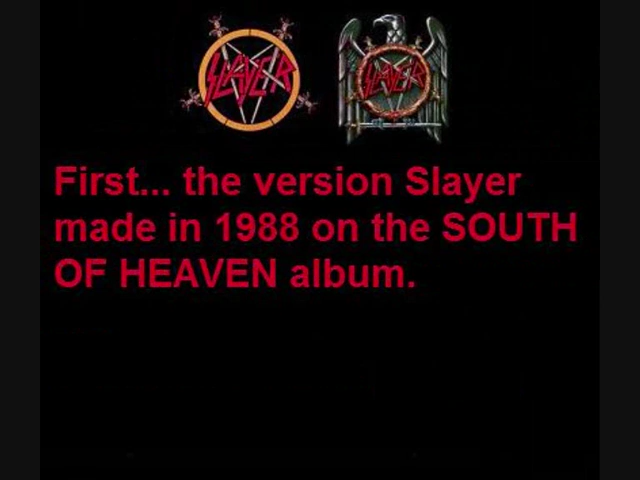 SLAYER SLAYER
First... the version Slayer
made in 1988 on the SOUTH
OF HEAVEN album.